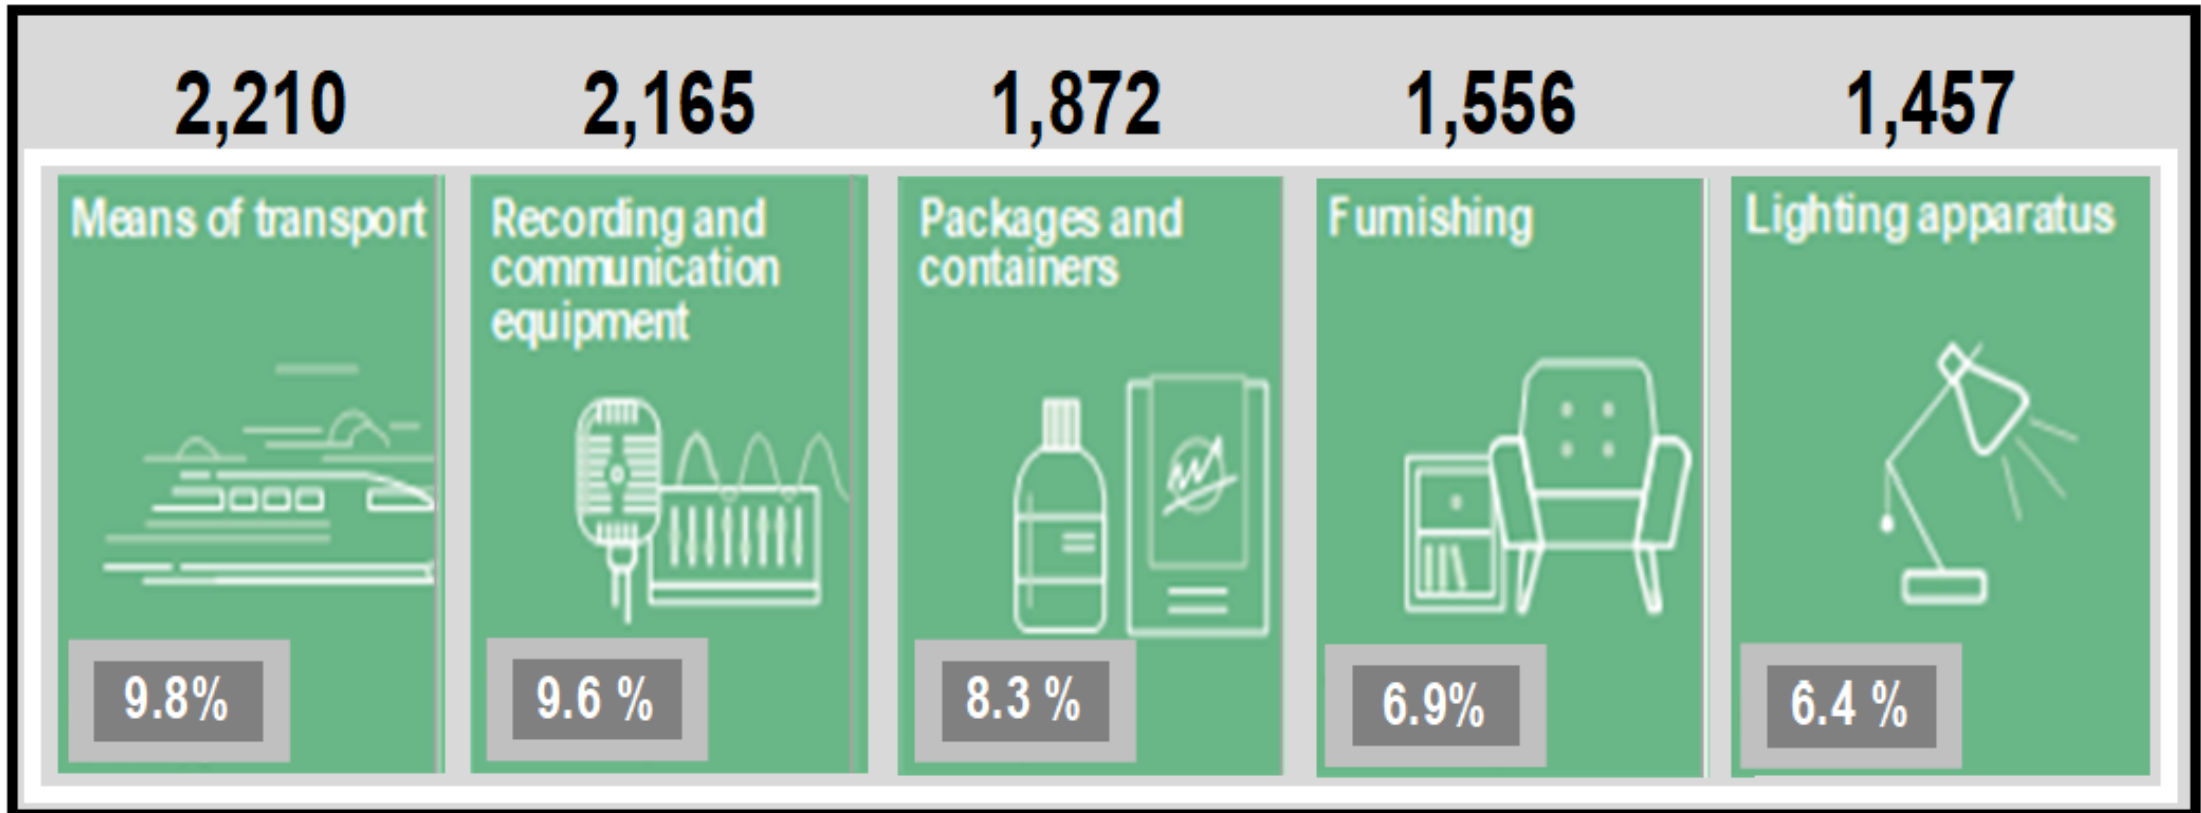 2,210 2,165 1,872 1,556 1,457
Means of transport
Recording and
communication
equipment
Packages and
containers
Furnishing
Lighting apparatus
9.8% 9.6 % 8.3 % 6.9% 6.4 %